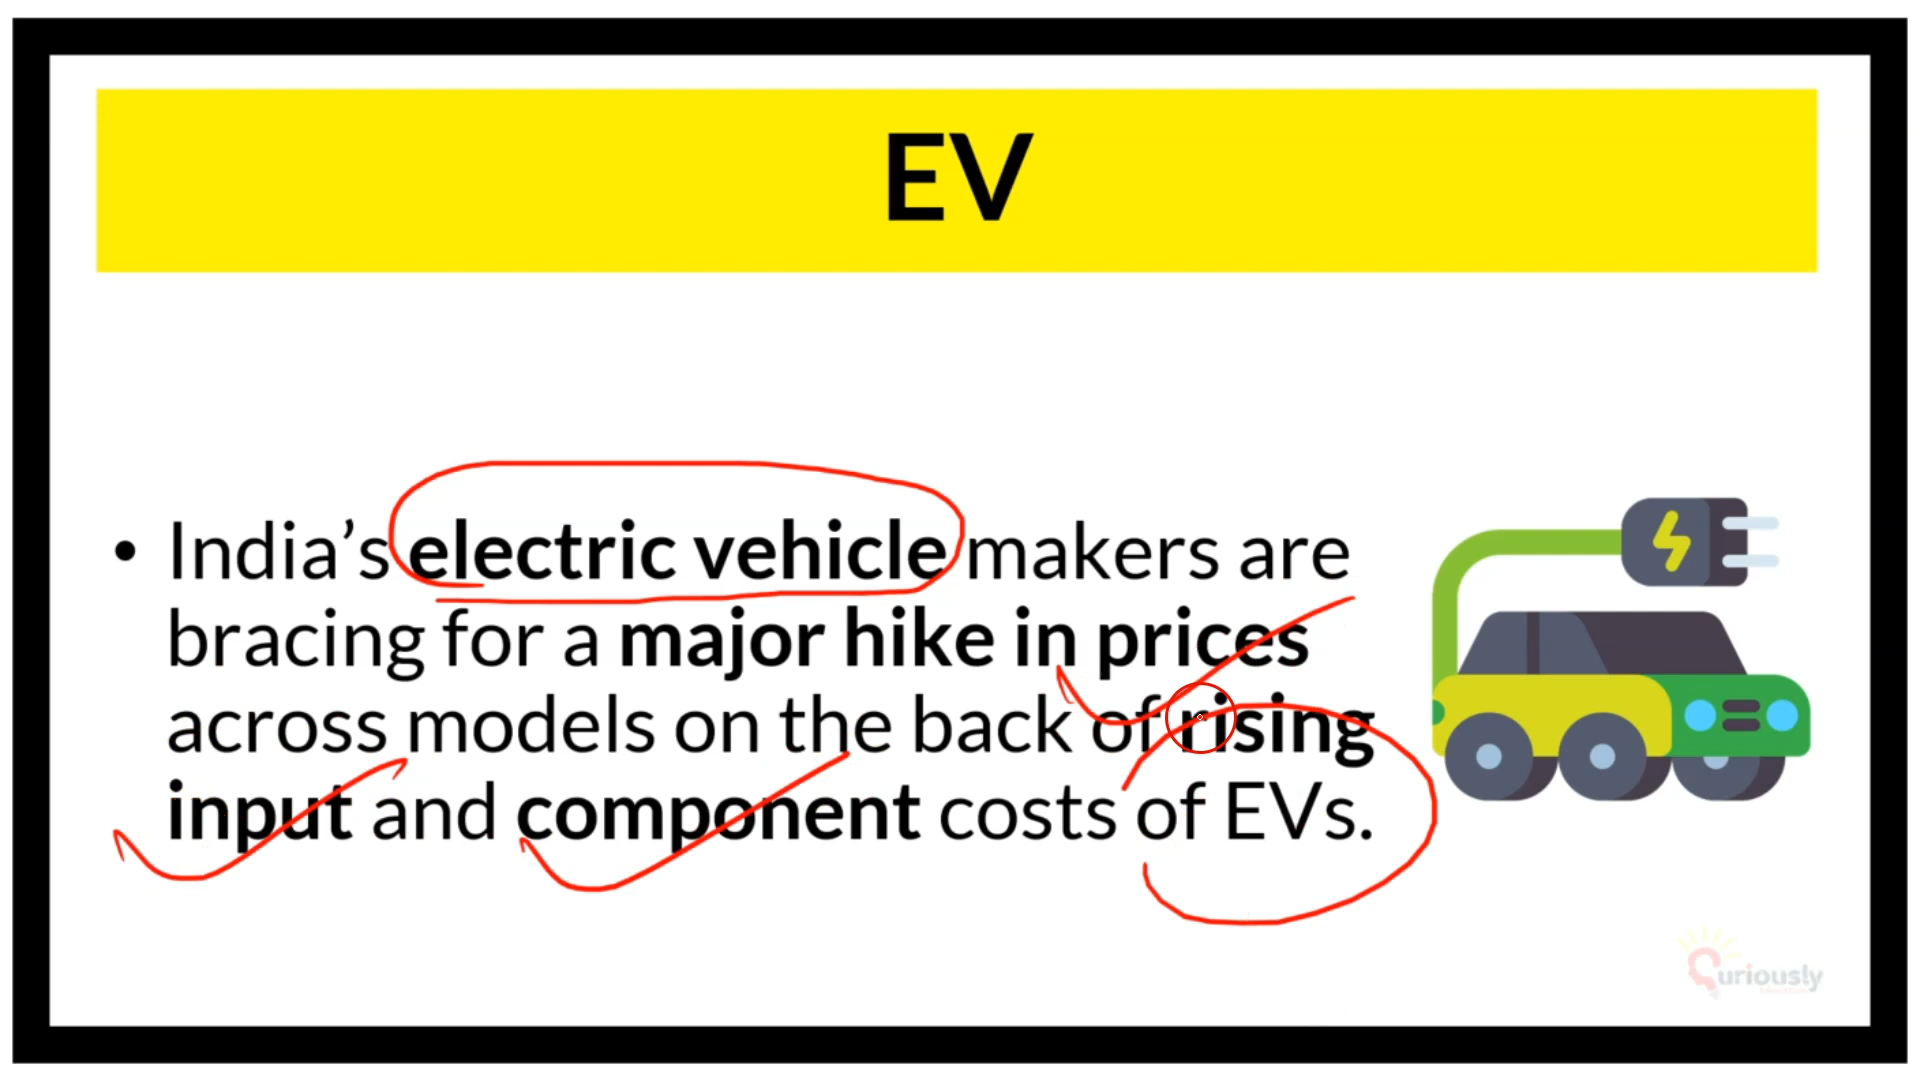 EV
• India’s electric vehicle makers are
bracing for a major hike in prices
across models on the back of rising
input and component costs of EVs.
Curiously